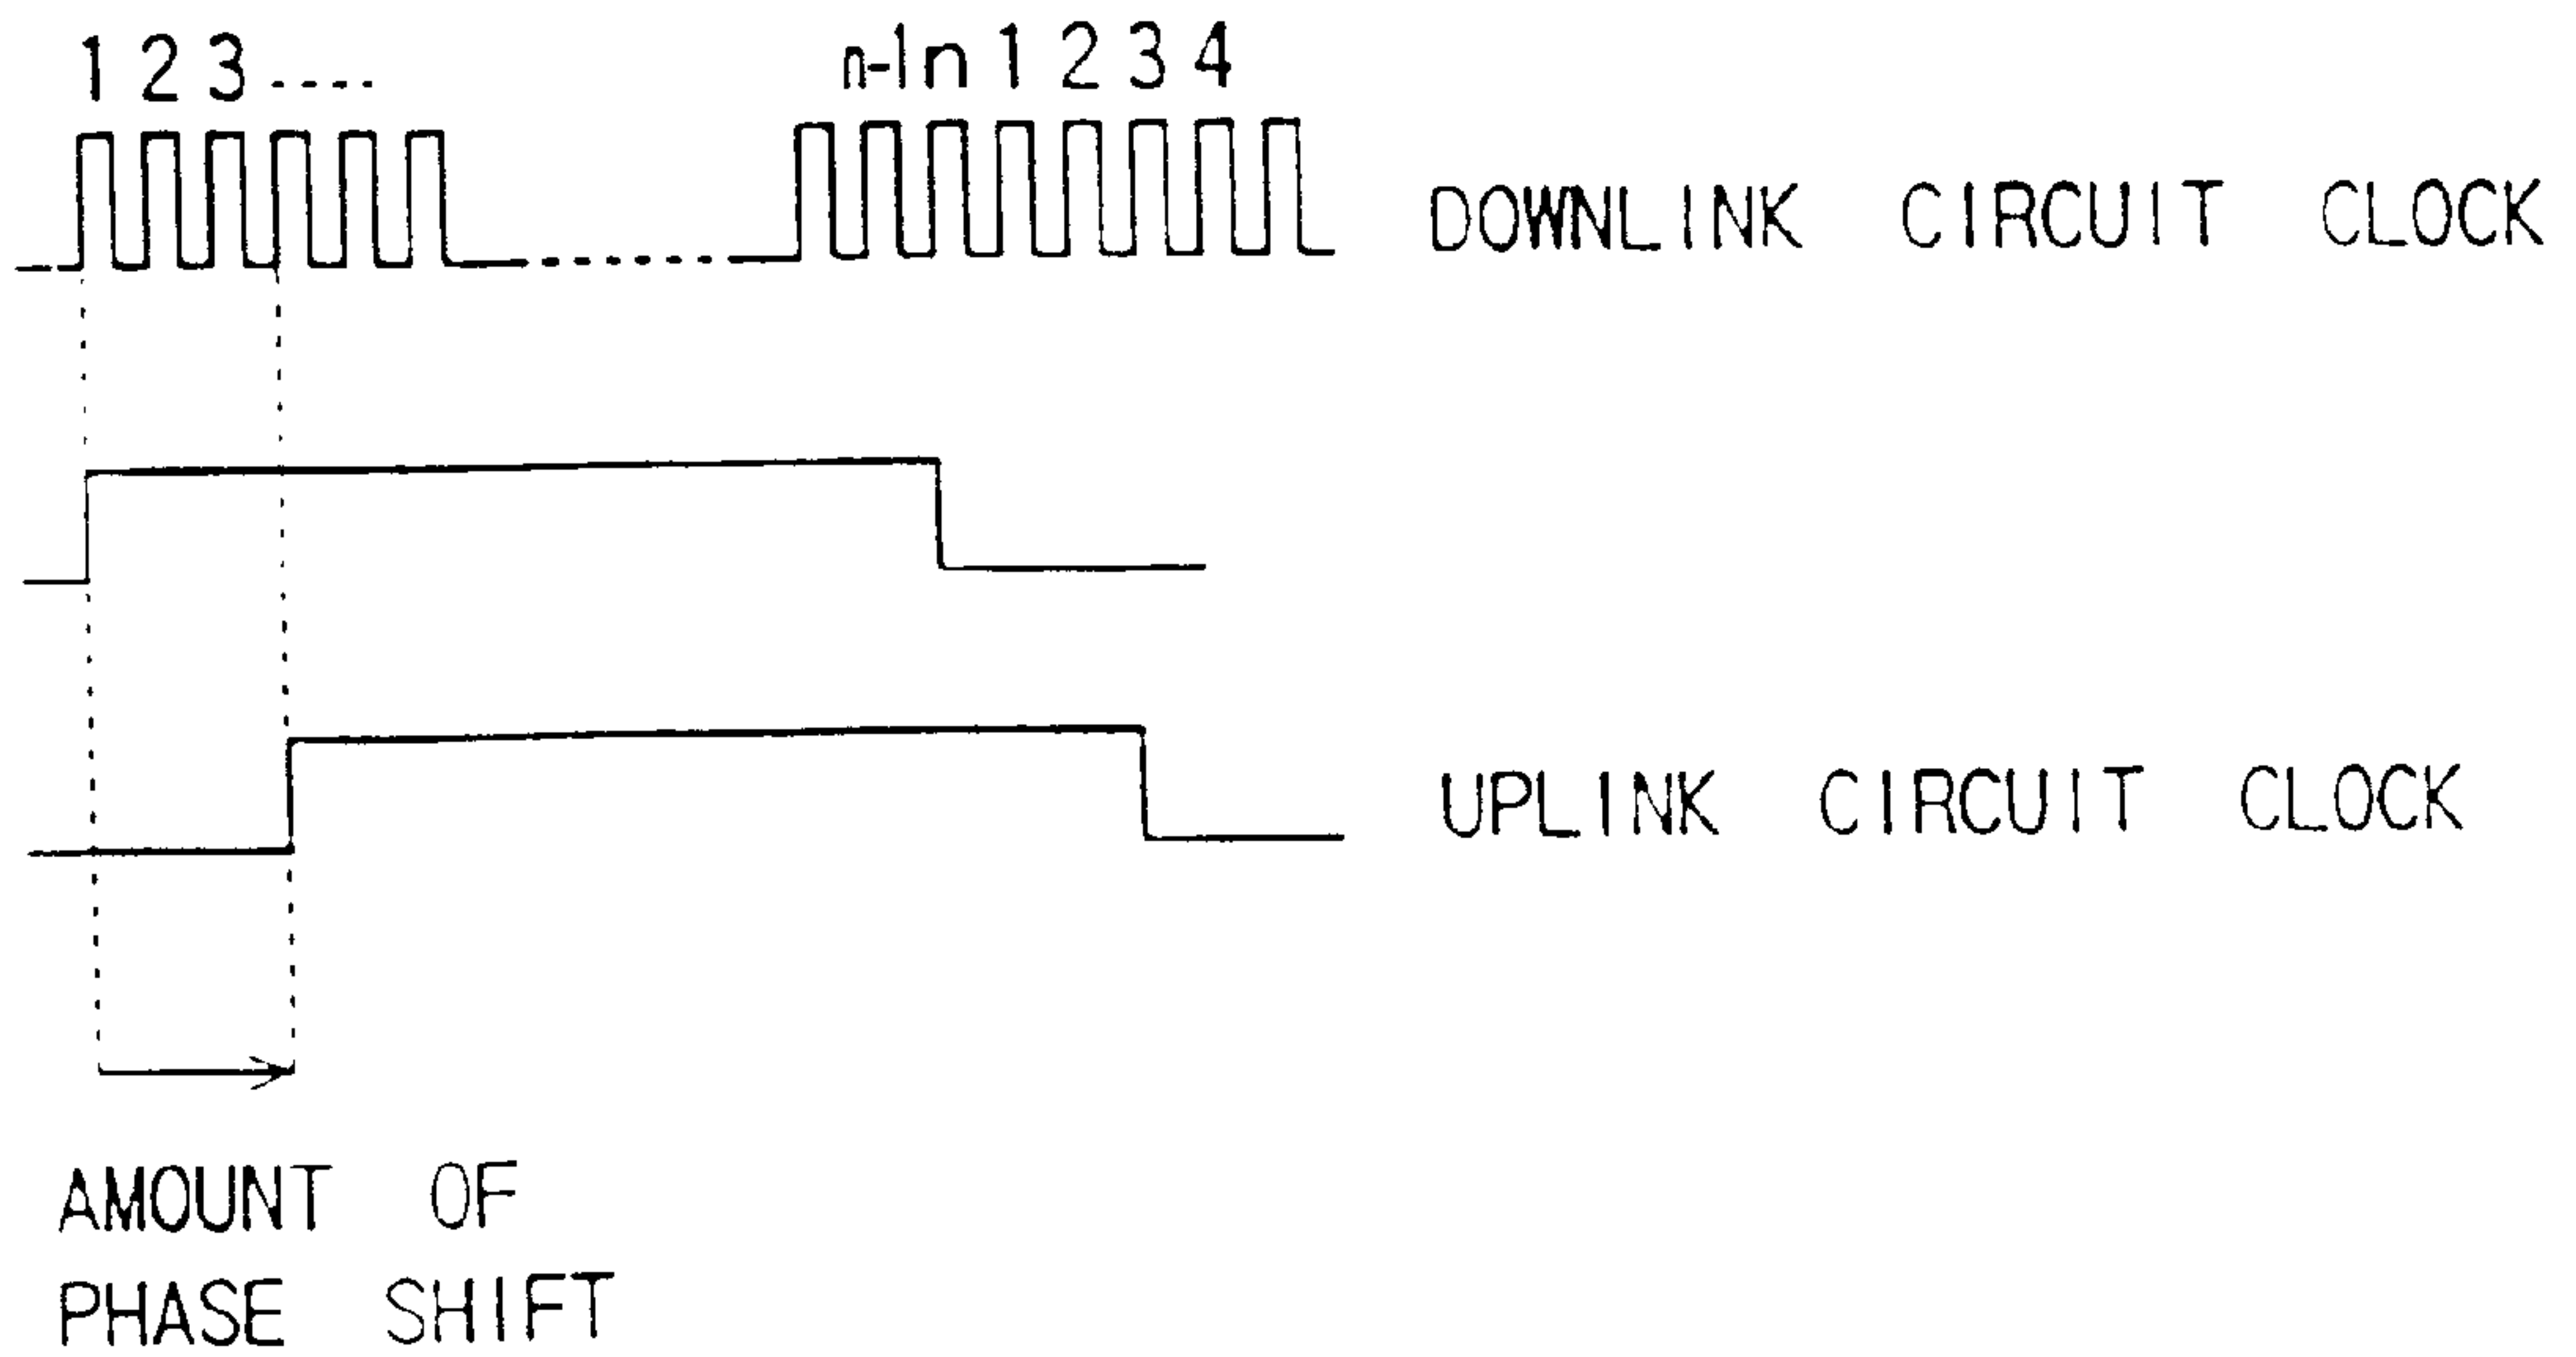 1 2 3 ----
n-1 n 1 2 3 4
DOWNLINK CIRCUIT CLOCK
UPLINK CIRCUIT CLOCK
AMOUNT OF
PHASE SHIFT